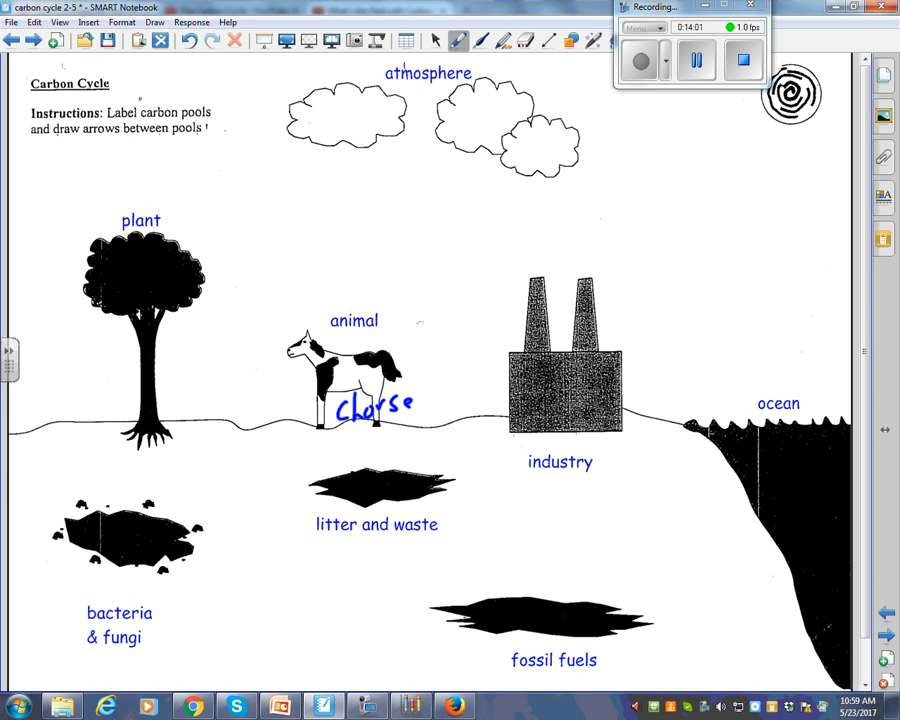 carbon cycle 2-5 * - SMART Notebook
Recording...
File Edit View Insert Format Tools Draw Response Help
Menu 0:14:01 1.0 fps
Carbon Cycle
atmosphere
Instructions: Label carbon pools
and draw arrows between pools
plant
animal
Chorse
ocean
industry
litter and waste
bacteria
& fungi
fossil fuels
10:59 AM
5/23/2017